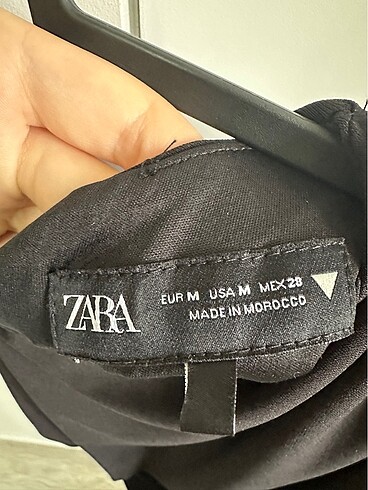 ZARA
EUR M USA M MEX 28
MADE IN MOROCCO